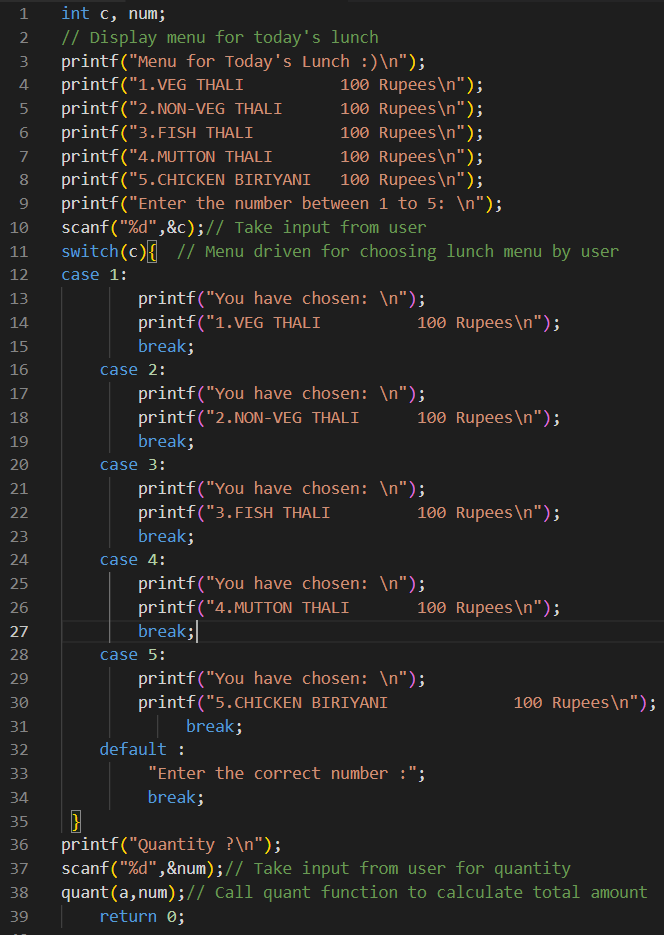 1 int c, num;
2 // Display menu for today's lunch
3 printf("Menu for Today's Lunch :)\n");
4 printf("1.VEG THALI          100 Rupees\n");
5 printf("2.NON-VEG THALI      100 Rupees\n");
6 printf("3.FISH THALI         100 Rupees\n");
7 printf("4.MUTTON THALI       100 Rupees\n");
8 printf("5.CHICKEN BIRIYANI   100 Rupees\n");
9 printf("Enter the number between 1 to 5: \n");
10 scanf("%d",&c);// Take input from user
11 switch(c){  // Menu driven for choosing lunch menu by user
12 case 1:
13         printf("You have chosen: \n");
14         printf("1.VEG THALI          100 Rupees\n");
15         break;
16     case 2:
17         printf("You have chosen: \n");
18         printf("2.NON-VEG THALI      100 Rupees\n");
19         break;
20     case 3:
21         printf("You have chosen: \n");
22         printf("3.FISH THALI         100 Rupees\n");
23         break;
24     case 4:
25         printf("You have chosen: \n");
26         printf("4.MUTTON THALI       100 Rupees\n");
27         break;
28     case 5:
29         printf("You have chosen: \n");
30         printf("5.CHICKEN BIRIYANI             100 Rupees\n");
31              break;
32     default :
33          "Enter the correct number :";
34          break;
35  }
36 printf("Quantity ?\n");
37 scanf("%d",&num);// Take input from user for quantity
38 quant(a,num);// Call quant function to calculate total amount
39     return 0;